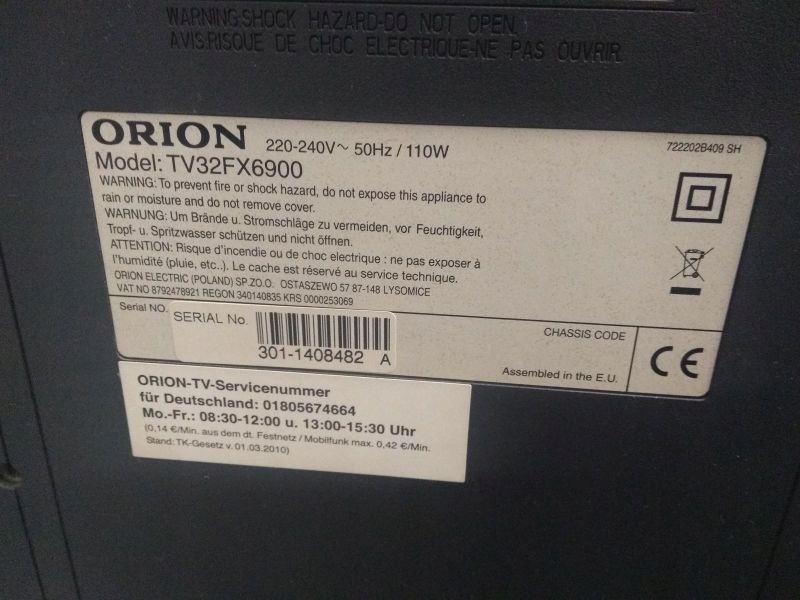 WARNING:SHOCK HAZARD-DO NOT OPEN.
AVIS:RISQUE DE CHOC ELECTRIQUE-NE PAS OUVRIR.
ORION 220-240V~ 50Hz / 110W 722202B409 SH
Model: TV32FX6900
WARNING: To prevent fire or shock hazard, do not expose this appliance to
rain or moisture and do not remove cover.
WARNUNG: Um Brände u. Stromschläge zu vermeiden, vor Feuchtigkeit,
Tropf- u. Spritzwasser schützen und nicht öffnen.
ATTENTION: Risque d'incendie ou de choc electrique : ne pas exposer à
l'humidité (pluie, etc..). Le cache est réservé au service technique.
ORION ELECTRIC (POLAND) SP.ZO.O. OSTASZEWO 57 87-148 LYSOMICE
VAT NO 8792478921 REGON 340140835 KRS 0000253069
Serial NO. SERIAL No. CHASSIS CODE
301-1408482 A
Assembled in the E.U. CE
ORION-TV-Servicenummer
für Deutschland: 01805674664
Mo.-Fr.: 08:30-12:00 u. 13:00-15:30 Uhr
(0,14 €/Min. aus dem dt. Festnetz / Mobilfunk max. 0,42 €/Min.
Stand: TK-Gesetz v. 01.03.2010)